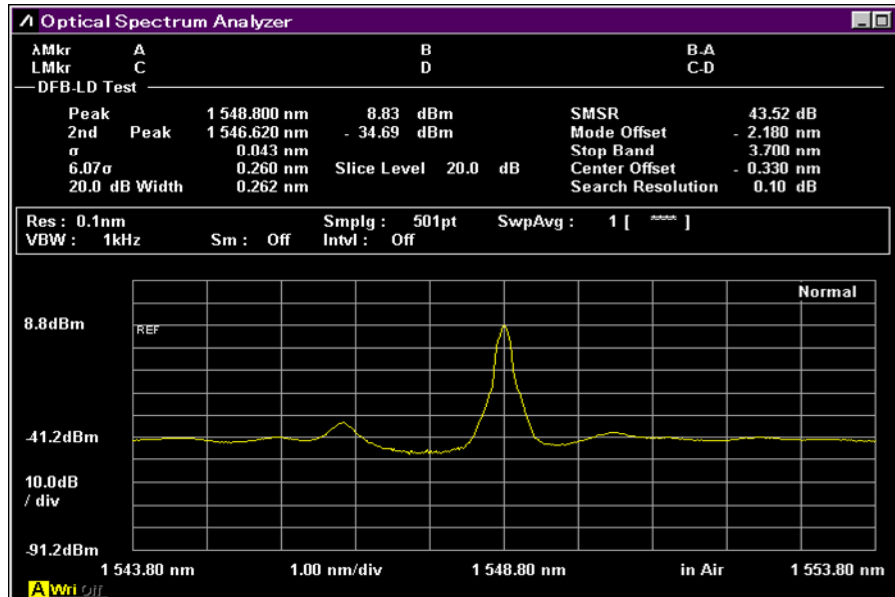 Optical Spectrum Analyzer
λMkr A B B-A
LMkr C D C-D
DFB-LD Test
Peak 1 548.800 nm 8.83 dBm SMSR 43.52 dB
2nd Peak 1 546.620 nm - 34.69 dBm Mode Offset - 2.180 nm
σ 0.043 nm Stop Band 3.700 nm
6.07σ 0.260 nm Slice Level 20.0 dB Center Offset - 0.330 nm
20.0 dB Width 0.262 nm Search Resolution 0.10 dB
Res : 0.1nm Smplg : 501pt SwpAvg : 1 [ **** ]
VBW : 1kHz Sm : Off Intvl : Off
Normal
8.8dBm REF
-41.2dBm
10.0dB
/ div
-91.2dBm
1 543.80 nm 1.00 nm/div 1 548.80 nm in Air 1 553.80 nm
A Wri Off